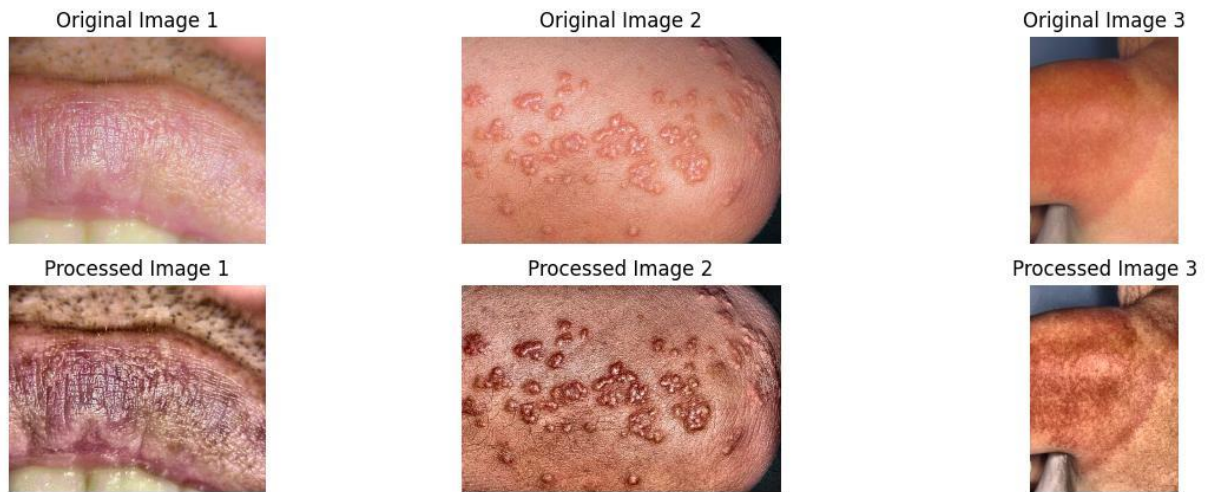 Original Image 1
Original Image 2
Original Image 3
Processed Image 1
Processed Image 2
Processed Image 3